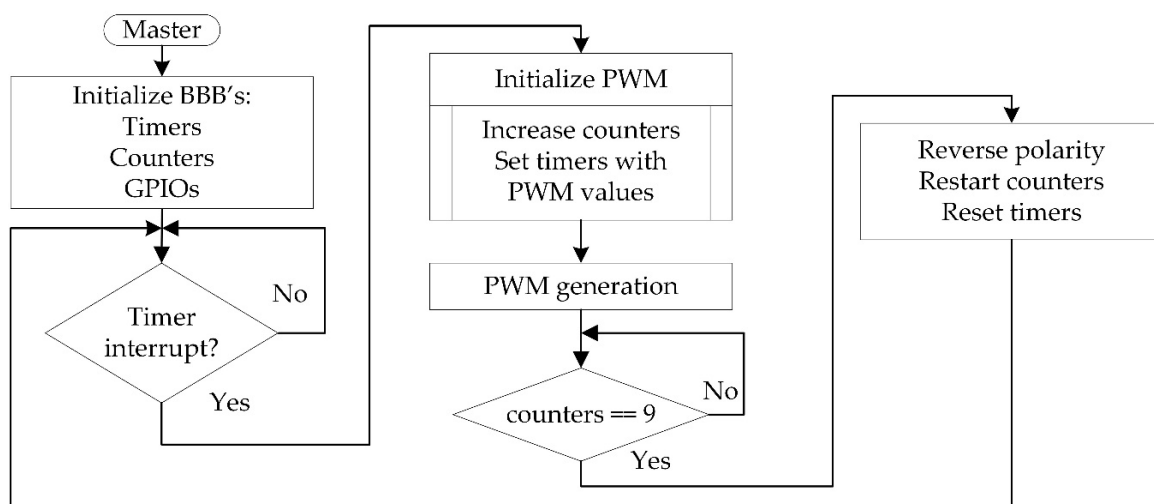 Master
Initialize BBB's:
Timers
Counters
GPIOs
Timer
interrupt?
No
Yes
Initialize PWM
Increase counters
Set timers with
PWM values
PWM generation
counters == 9
No
Yes
Reverse polarity
Restart counters
Reset timers